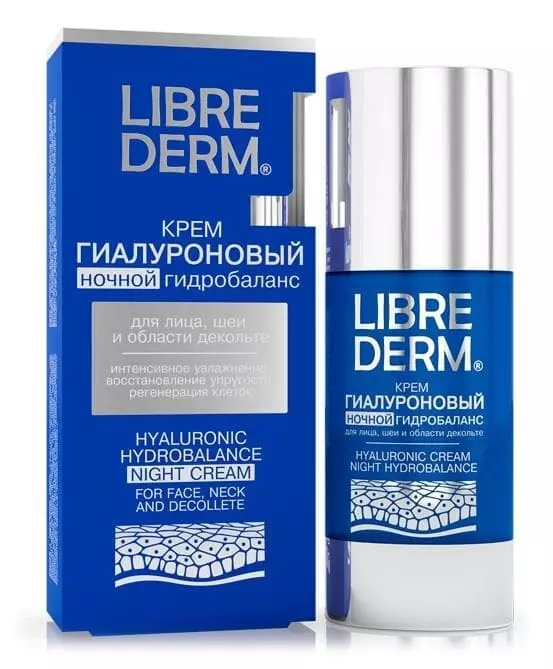 LIBRE
DERM®
КРЕМ
ГИАЛУРОНОВЫЙ
НОЧНОЙ ГИДРОБАЛАНС
для лица, шеи
и области декольте
интенсивное увлажнение
восстановление упругости
регенерация клеток
HYALURONIC
HYDROBALANCE
NIGHT CREAM
FOR FACE, NECK
AND DECOLLETE
LIBRE
DERM®
КРЕМ
ГИАЛУРОНОВЫЙ
НОЧНОЙ ГИДРОБАЛАНС
для лица, шеи и области декольте
HYALURONIC CREAM
NIGHT HYDROBALANCE